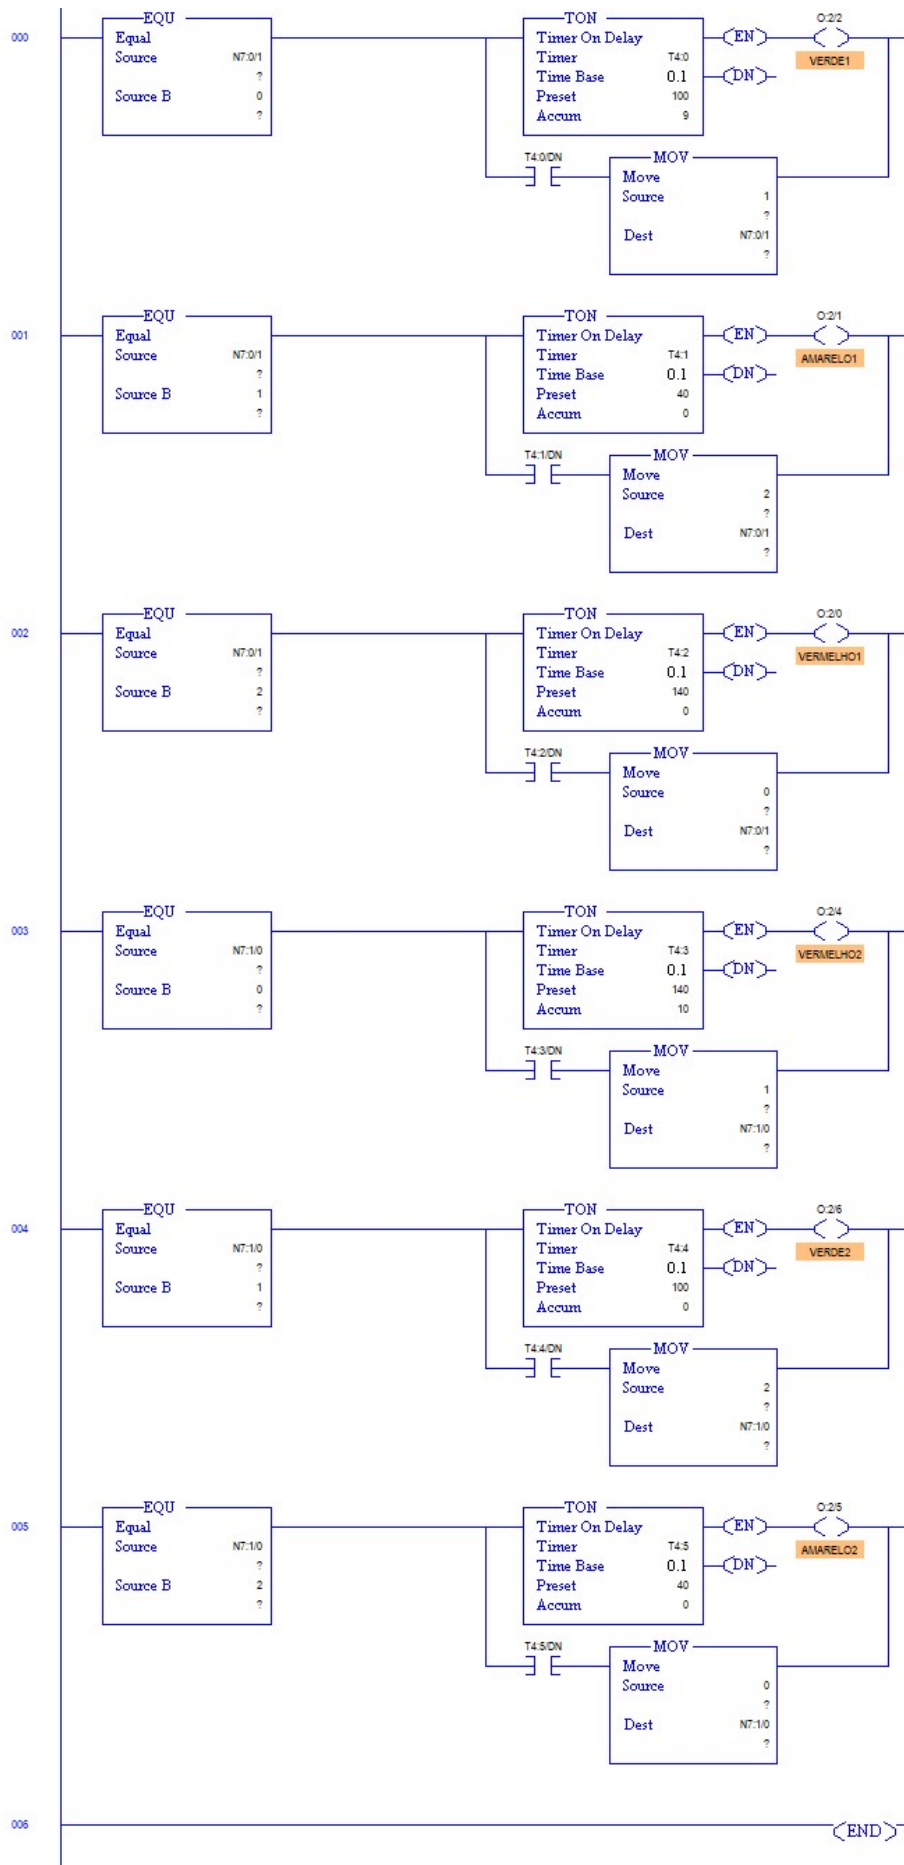 EQU
TON
O:2/2
000
Equal
Timer On Delay
EN
Source N7:0/1
Timer T4:0
VERDE1
?
Time Base 0.1
DN
Source B 0
Preset 100
?
Accum 9
T4:0/DN
MOV
Move
Source 1
?
Dest N7:0/1
?
EQU
TON
O:2/1
001
Equal
Timer On Delay
EN
Source N7:0/1
Timer T4:1
AMARELO1
?
Time Base 0.1
DN
Source B 1
Preset 40
?
Accum 0
T4:1/DN
MOV
Move
Source 2
?
Dest N7:0/1
?
EQU
TON
O:2/0
002
Equal
Timer On Delay
EN
Source N7:0/1
Timer T4:2
VERMELHO1
?
Time Base 0.1
DN
Source B 2
Preset 140
?
Accum 0
T4:2/DN
MOV
Move
Source 0
?
Dest N7:0/1
?
EQU
TON
O:2/4
003
Equal
Timer On Delay
EN
Source N7:1/0
Timer T4:3
VERMELHO2
?
Time Base 0.1
DN
Source B 0
Preset 140
?
Accum 10
T4:3/DN
MOV
Move
Source 1
?
Dest N7:1/0
?
EQU
TON
O:2/6
004
Equal
Timer On Delay
EN
Source N7:1/0
Timer T4:4
VERDE2
?
Time Base 0.1
DN
Source B 1
Preset 100
?
Accum 0
T4:4/DN
MOV
Move
Source 2
?
Dest N7:1/0
?
EQU
TON
O:2/5
005
Equal
Timer On Delay
EN
Source N7:1/0
Timer T4:5
AMARELO2
?
Time Base 0.1
DN
Source B 2
Preset 40
?
Accum 0
T4:5/DN
MOV
Move
Source 0
?
Dest N7:1/0
?
006
END